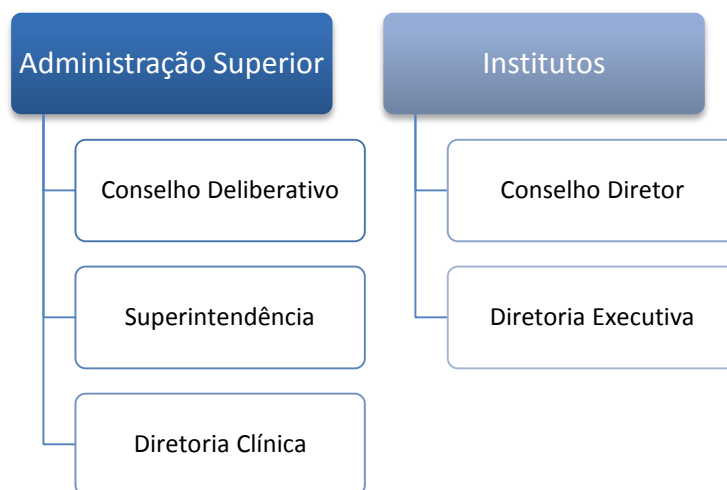 Administração Superior
Conselho Deliberativo
Superintendência
Diretoria Clínica
Institutos
Conselho Diretor
Diretoria Executiva